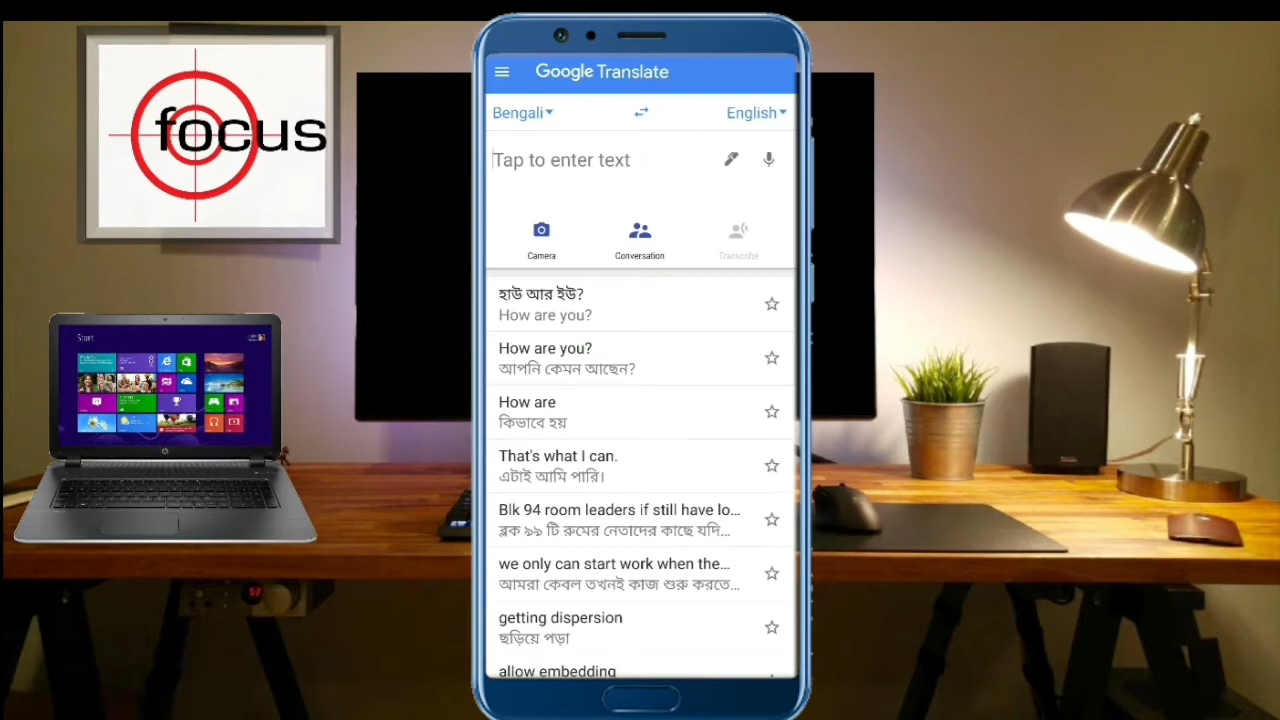 focus
Start
Google Translate
Bengali
English
Tap to enter text
Camera
Conversation
Transcribe
হাউ আর ইউ?
How are you?
How are you?
আপনি কেমন আছেন?
How are
কিভাবে হয়
That's what I can.
এটাই আমি পারি।
Blk 94 room leaders if still have lo...
ব্লক ৯৯ টি রুমের নেতাদের কাছে যদি...
we only can start work when the...
আমরা কেবল তখনই কাজ শুরু করতে...
getting dispersion
ছড়িয়ে পড়া
allow embedding